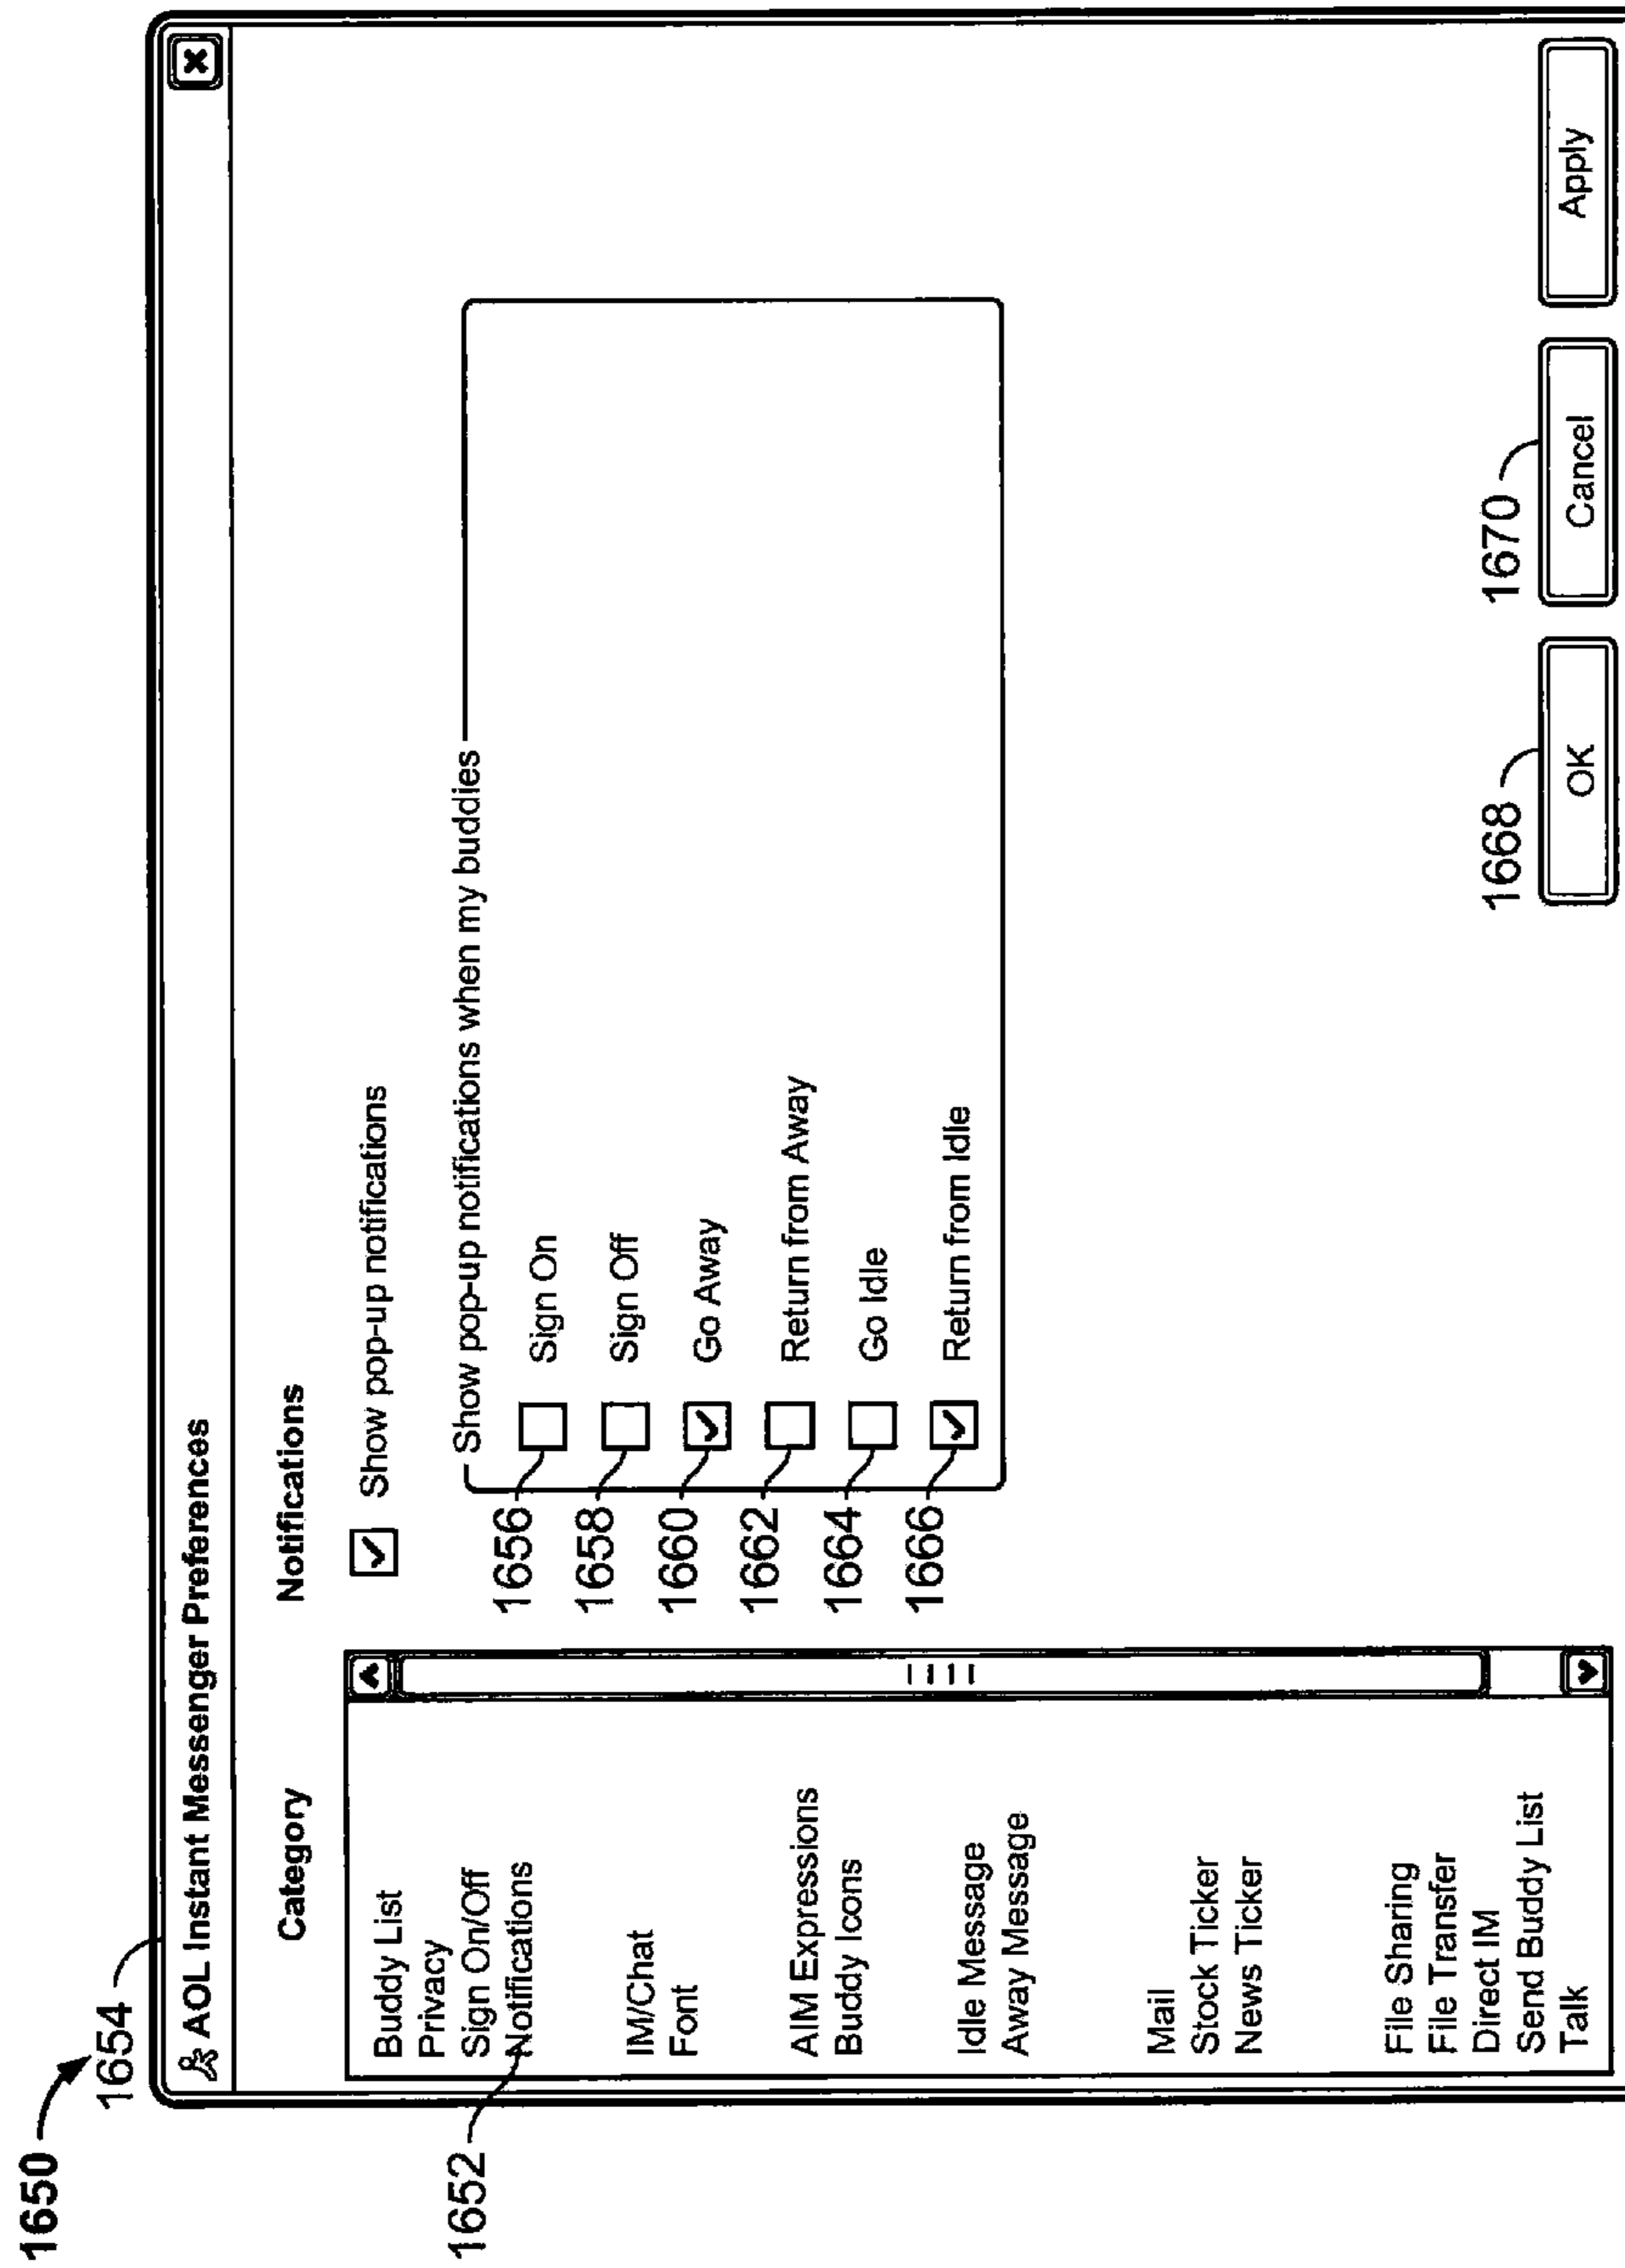 1650
1654
AOL Instant Messenger Preferences
Category
Notifications
Buddy List
Privacy
Sign On/Off
Notifications
1652
IM/Chat
Font
AIM Expressions
Buddy Icons
Idle Message
Away Message
Mail
Stock Ticker
News Ticker
File Sharing
File Transfer
Direct IM
Send Buddy List
Talk
Show pop-up notifications
Show pop-up notifications when my buddies
1656 Sign On
1658 Sign Off
1660 Go Away
1662 Return from Away
1664 Go Idle
1666 Return from Idle
1668 1670
OK Cancel Apply